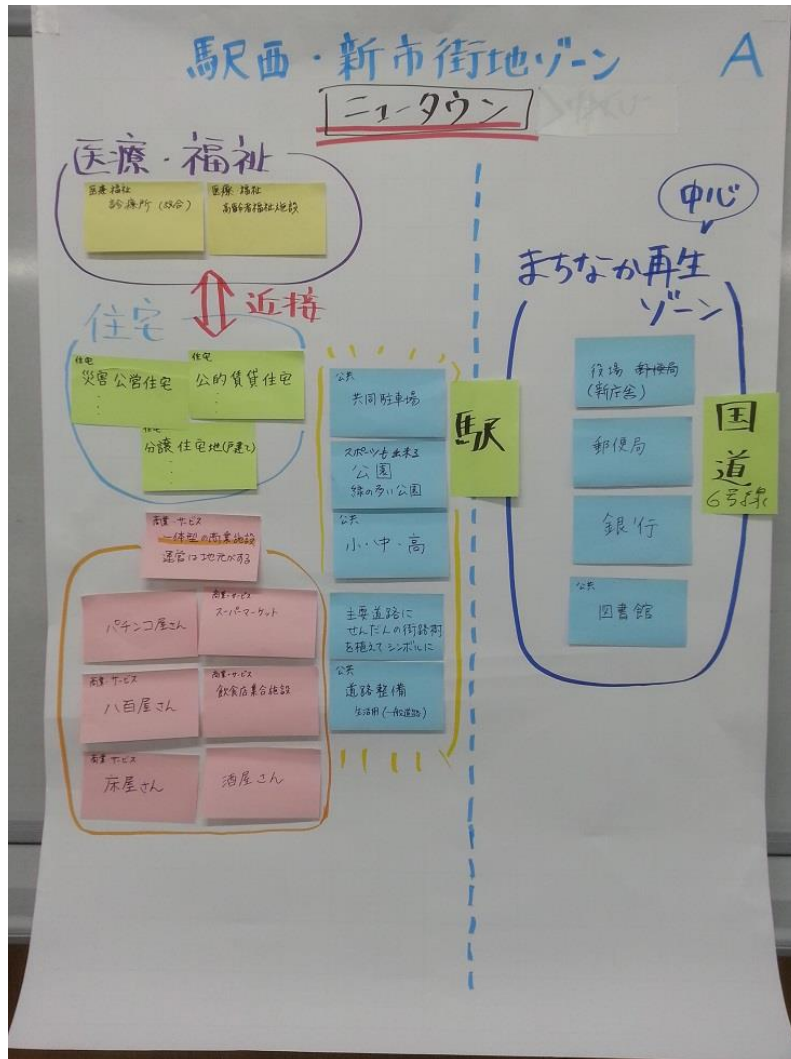 駅西・新市街地ゾーン
A
ニュータウン
医療・福祉
医療・福祉
診療所(総合)
医療・福祉
高齢者福祉施設
近接
住宅
住宅
災害公営住宅
住宅
公的賃貸住宅
住宅
分譲住宅地(戸建て)
商業・サービス
一体型の商業施設
運営は地元がする
パチンコ屋さん
商業・サービス
スーパーマーケット
商業・サービス
八百屋さん
商業・サービス
飲食店集合施設
商業・サービス
床屋さん
酒屋さん
公共
共同駐車場
スポーツも出来る
公園
緑の多い公園
公共
小・中・高
主要道路に
せんだんの街路樹
を植えてシンボルに
公共
道路整備
生活用(一般道路)
駅
中心
まちなか再生
ゾーン
役場 郵便局
(新庁舎)
郵便局
銀行
公共
図書館
国道
6号線